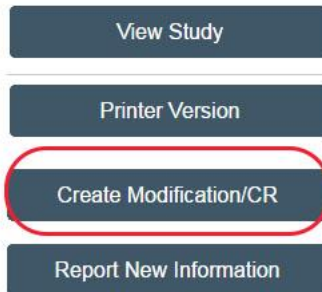 View Study
Printer Version
Create Modification/CR
Report New Information